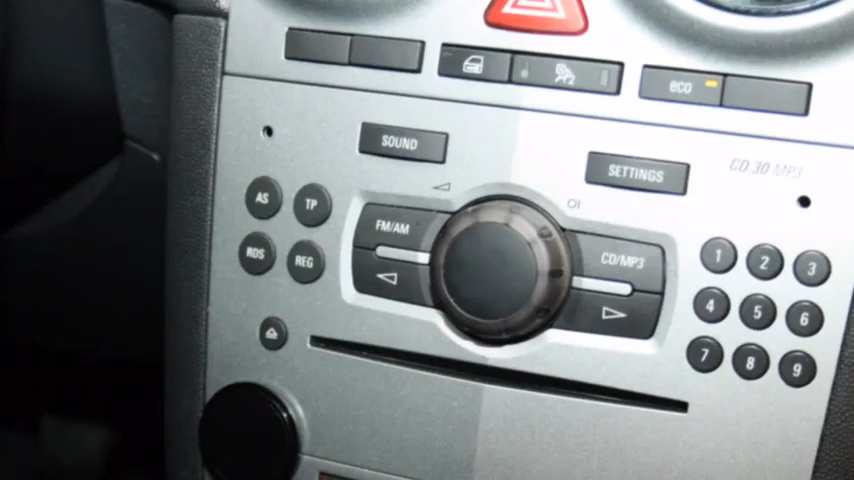 eco
SOUND
SETTINGS
CD 30 MP3
AS
TP
FM/AM
RDS
REG
CD/MP3
1 2 3
4 5 6
7 8 9